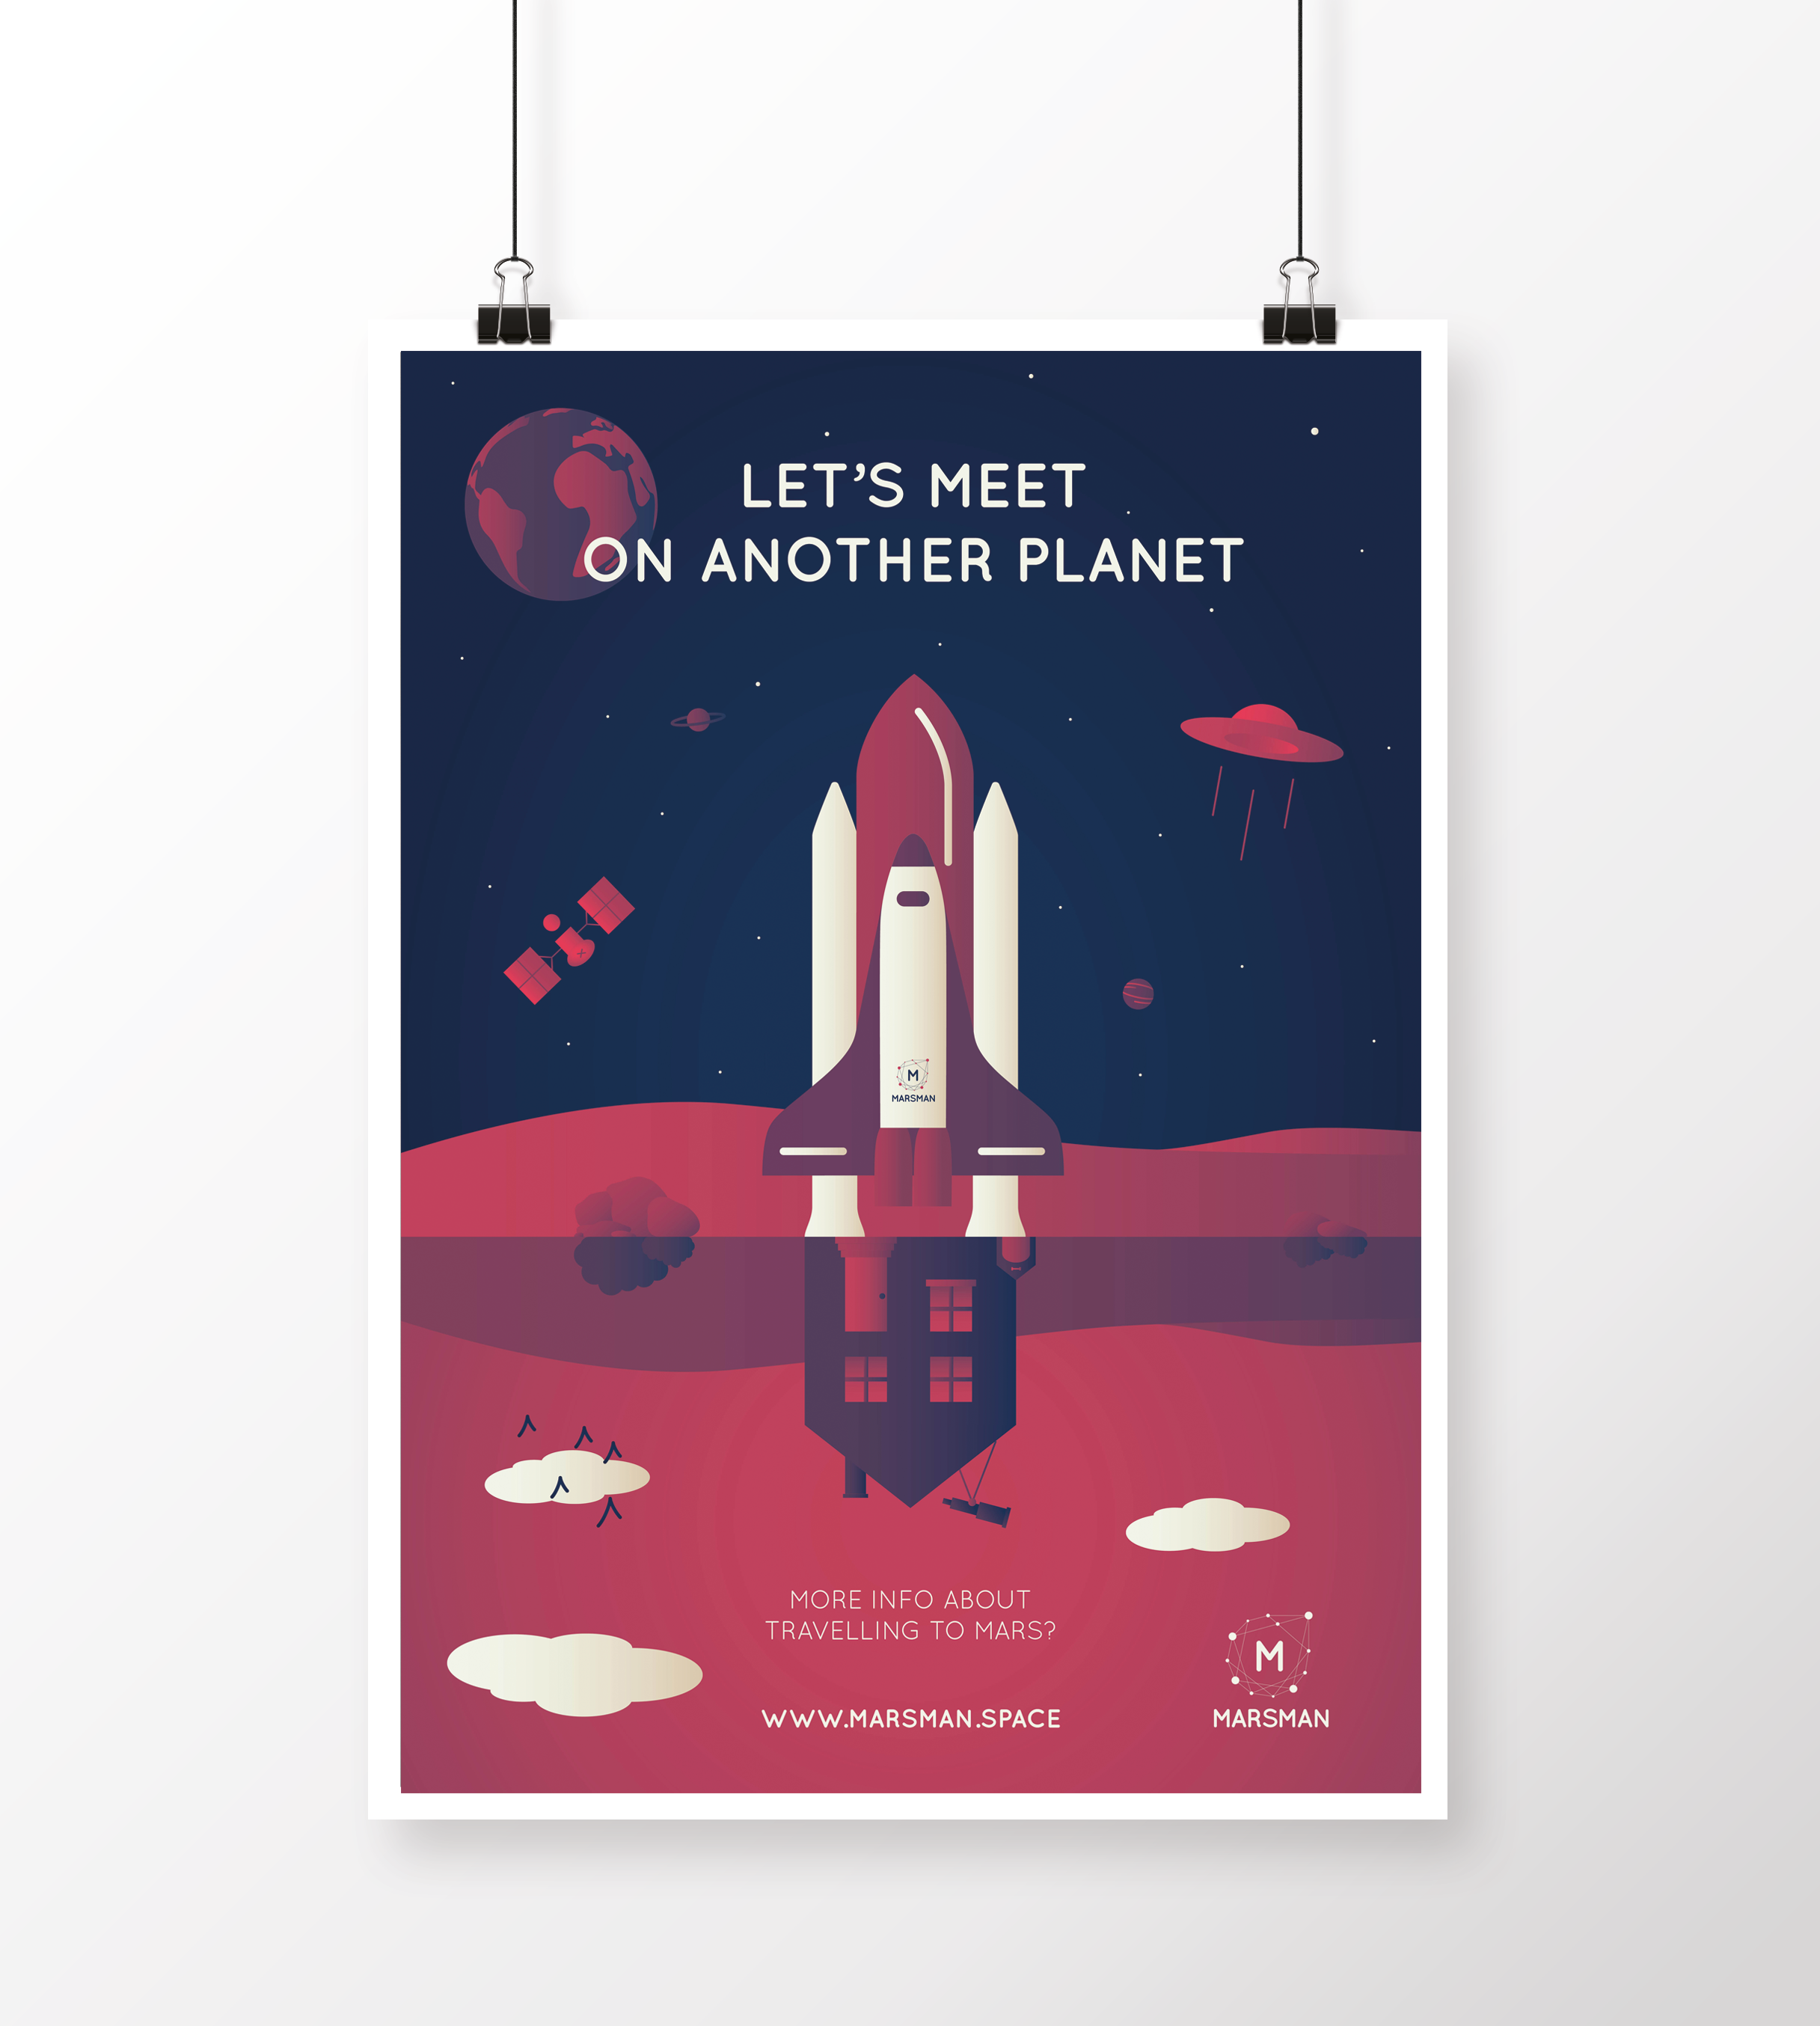 LET'S MEET
ON ANOTHER PLANET
M
MARSMAN
MORE INFO ABOUT
TRAVELLING TO MARS?
WWW.MARSMAN.SPACE
M
MARSMAN